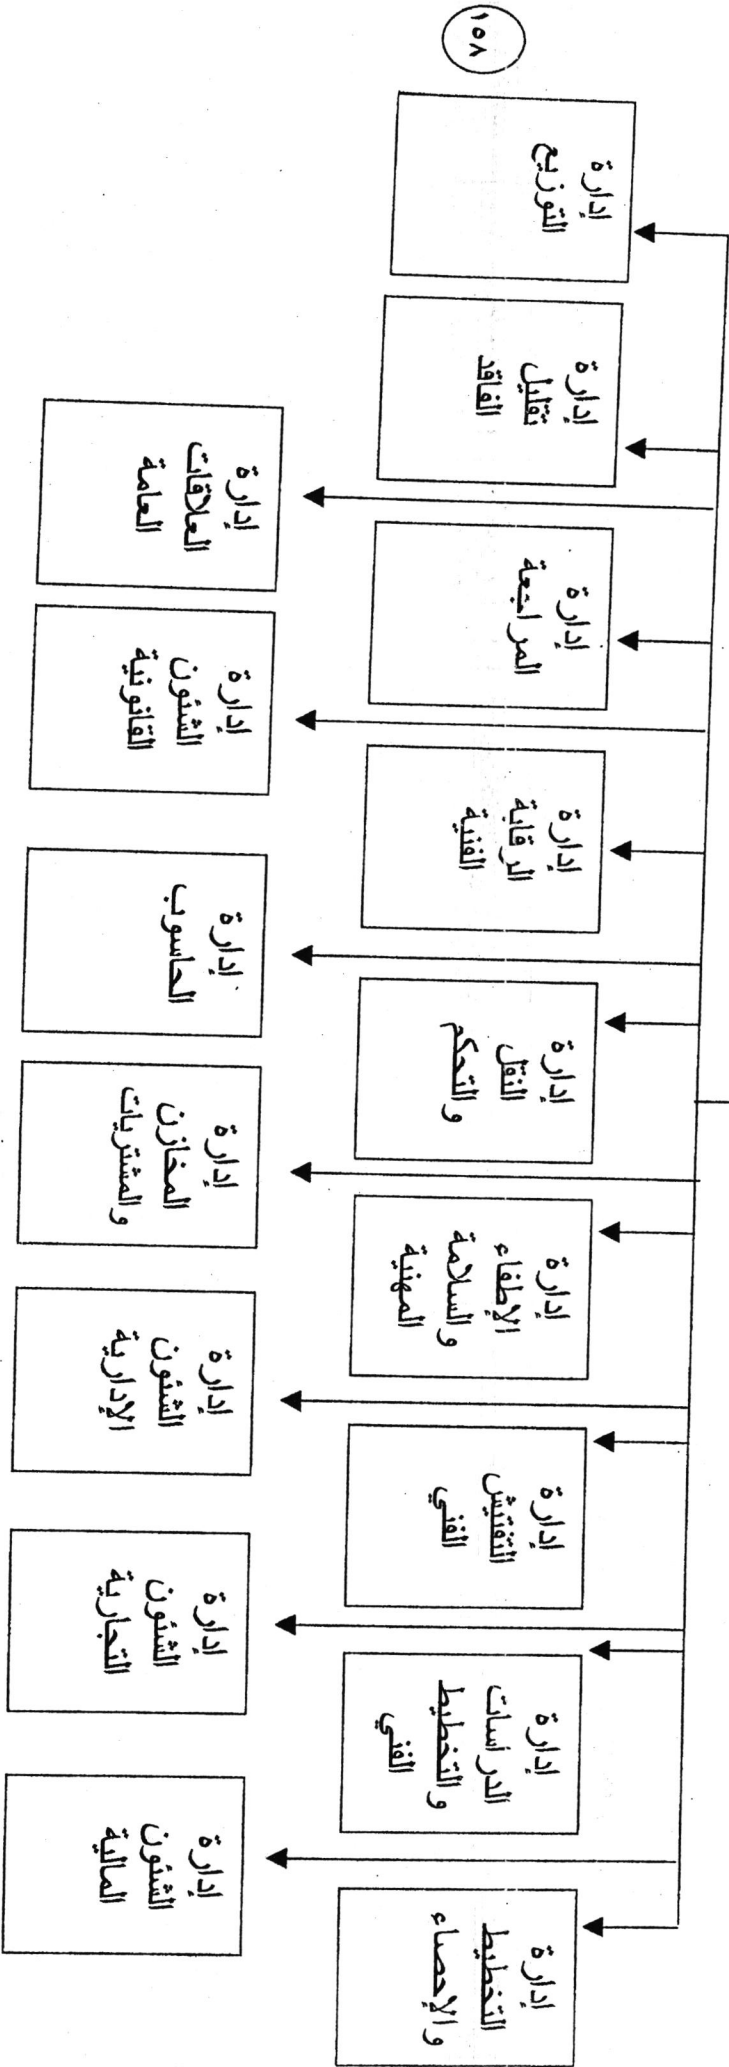 إدارة
التخطيط
والإحصاء
إدارة
الدراسات
والتخطيط
الفني
إدارة
التفتيش
الفني
إدارة
الإطفاء
والسلامة
المهنية
إدارة
النقل
والتحكم
إدارة
الرقابة
الفنية
إدارة
المراجعة
إدارة
تقليل
الفاقد
إدارة
التوزيع
إدارة
الشئون
المالية
إدارة
الشئون
التجارية
إدارة
الشئون
الإدارية
إدارة
المخازن
والمشتريات
إدارة
الحاسوب
إدارة
الشئون
القانونية
إدارة
العلاقات
العامة
١٥٨